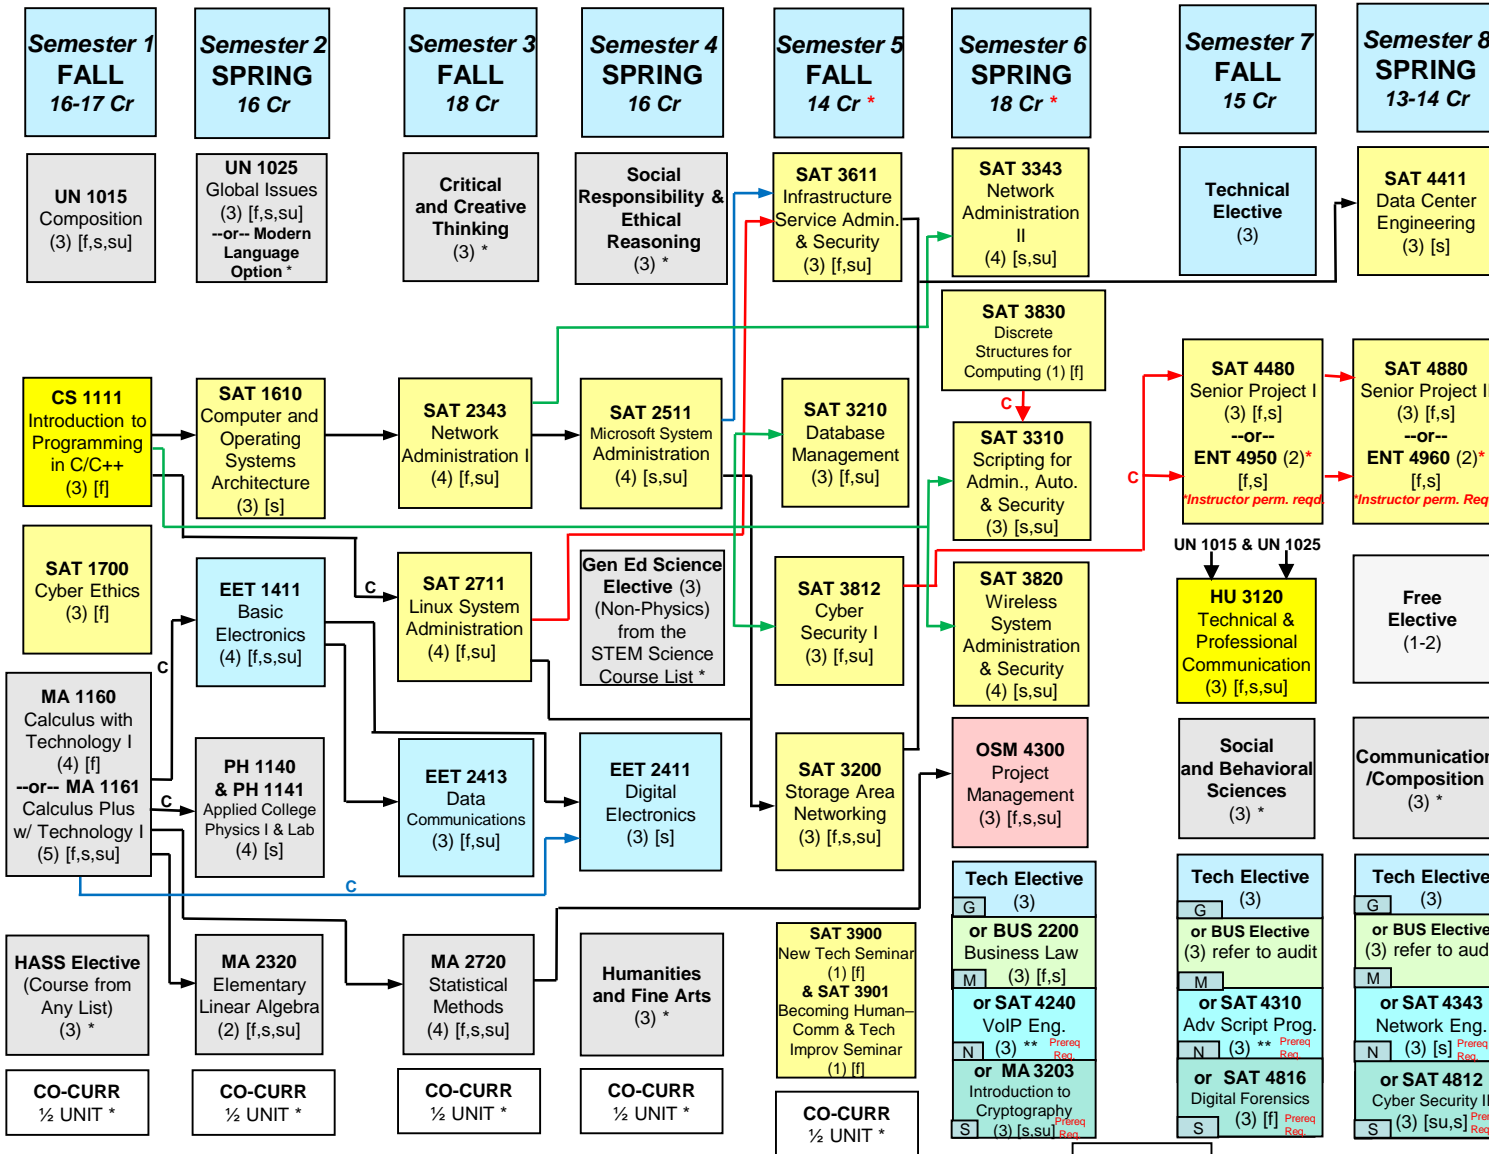 Semester 1
FALL
16-17 Cr
Semester 2
SPRING
16 Cr
Semester 3
FALL
18 Cr
Semester 4
SPRING
16 Cr
Semester 5
FALL
14 Cr *
Semester 6
SPRING
18 Cr *
Semester 7
FALL
15 Cr
Semester 8
SPRING
13-14 Cr
UN 1015
Composition
(3) [f,s,su]
UN 1025
Global Issues
(3) [f,s,su]
--or-- Modern
Language
Option *
Critical
and Creative
Thinking
(3) *
Social
Responsibility &
Ethical
Reasoning
(3) *
SAT 3611
Infrastructure
Service Admin.
& Security
(3) [f,su]
SAT 3343
Network
Administration
II
(4) [s,su]
Technical
Elective
(3)
SAT 4411
Data Center
Engineering
(3) [s]
SAT 3830
Discrete
Structures for
Computing (1) [f]
C
CS 1111
Introduction to
Programming
in C/C++
(3) [f]
SAT 1610
Computer and
Operating
Systems
Architecture
(3) [s]
SAT 2343
Network
Administration I
(4) [f,su]
SAT 2511
Microsoft System
Administration
(4) [s,su]
SAT 3210
Database
Management
(3) [f,su]
SAT 3310
Scripting for
Admin., Auto.
& Security
(3) [s,su]
C
SAT 4480
Senior Project I
(3) [f,s]
--or--
ENT 4950 (2)*
[f,s]
*Instructor perm. reqd.
SAT 4880
Senior Project II
(3) [f,s]
--or--
ENT 4960 (2)*
[f,s]
*Instructor perm. Req
SAT 1700
Cyber Ethics
(3) [f]
EET 1411
Basic
Electronics
(4) [f,s,su]
C
SAT 2711
Linux System
Administration
(4) [f,su]
Gen Ed Science
Elective (3)
(Non-Physics)
from the
STEM Science
Course List *
SAT 3812
Cyber
Security I
(3) [f,su]
SAT 3820
Wireless
System
Administration
& Security
(4) [s,su]
UN 1015 & UN 1025
HU 3120
Technical &
Professional
Communication
(3) [f,s,su]
Free
Elective
(1-2)
C
MA 1160
Calculus with
Technology I
(4) [f]
--or-- MA 1161
Calculus Plus
w/ Technology I
(5) [f,s,su]
C
PH 1140
& PH 1141
Applied College
Physics I & Lab
(4) [s]
EET 2413
Data
Communications
(3) [f,su]
EET 2411
Digital
Electronics
(3) [s]
SAT 3200
Storage Area
Networking
(3) [f,s,su]
OSM 4300
Project
Management
(3) [f,s,su]
Social
and Behavioral
Sciences
(3) *
Communication
/Composition
(3) *
C
HASS Elective
(Course from
Any List)
(3) *
MA 2320
Elementary
Linear Algebra
(2) [f,s,su]
MA 2720
Statistical
Methods
(4) [f,s,su]
Humanities
and Fine Arts
(3) *
SAT 3900
New Tech Seminar
(1) [f]
& SAT 3901
Becoming Human–
Comm & Tech
Improv Seminar
(1) [f]
Tech Elective
G (3)
or BUS 2200
Business Law
M (3) [f,s]
or SAT 4240
VoIP Eng.
N (3) ** Prereq
Req.
or MA 3203
Introduction to
Cryptography
S (3) [s,su] Prereq
Req.
Tech Elective
G (3)
or BUS Elective
(3) refer to audit
M
or SAT 4310
Adv Script Prog.
N (3) ** Prereq
Req.
or SAT 4816
Digital Forensics
S (3) [f] Prereq
Req.
Tech Elective
G (3)
or BUS Elective
(3) refer to audit
M
or SAT 4343
Network Eng.
N (3) [s] Prereq
Req.
or SAT 4812
Cyber Security II
S (3) [su,s] Prereq
Req.
CO-CURR
½ UNIT *
CO-CURR
½ UNIT *
CO-CURR
½ UNIT *
CO-CURR
½ UNIT *
CO-CURR
½ UNIT *